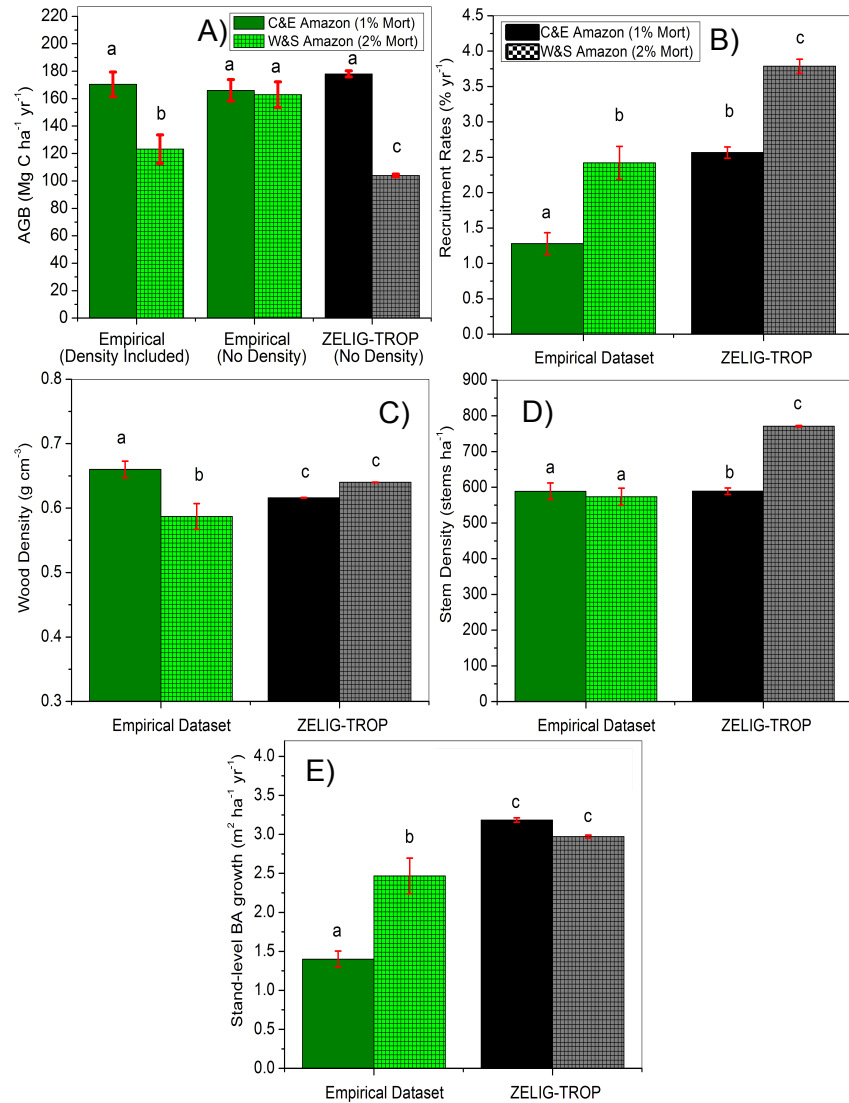 A)
C&E Amazon (1% Mort)
W&S Amazon (2% Mort)
a
b
a
a
a
c
220
200
180
160
140
120
100
80
60
40
20
0
AGB (Mg C ha⁻¹ yr⁻¹)
Empirical
(Density Included)
Empirical
(No Density)
ZELIG-TROP
(No Density)
B)
C&E Amazon (1% Mort)
W&S Amazon (2% Mort)
a
b
b
c
4.5
4.0
3.5
3.0
2.5
2.0
1.5
1.0
0.5
0.0
Recruitment Rates (% yr⁻¹)
Empirical Dataset
ZELIG-TROP
C)
a
b
c
c
0.8
0.7
0.6
0.5
0.4
0.3
Wood Density (g cm⁻³)
Empirical Dataset
ZELIG-TROP
D)
a
a
b
c
900
800
700
600
500
400
300
200
100
0
Stem Density (stems ha⁻¹)
Empirical Dataset
ZELIG-TROP
E)
a
b
c
c
4.0
3.5
3.0
2.5
2.0
1.5
1.0
0.5
0.0
Stand-level BA growth (m² ha⁻¹ yr⁻¹)
Empirical Dataset
ZELIG-TROP